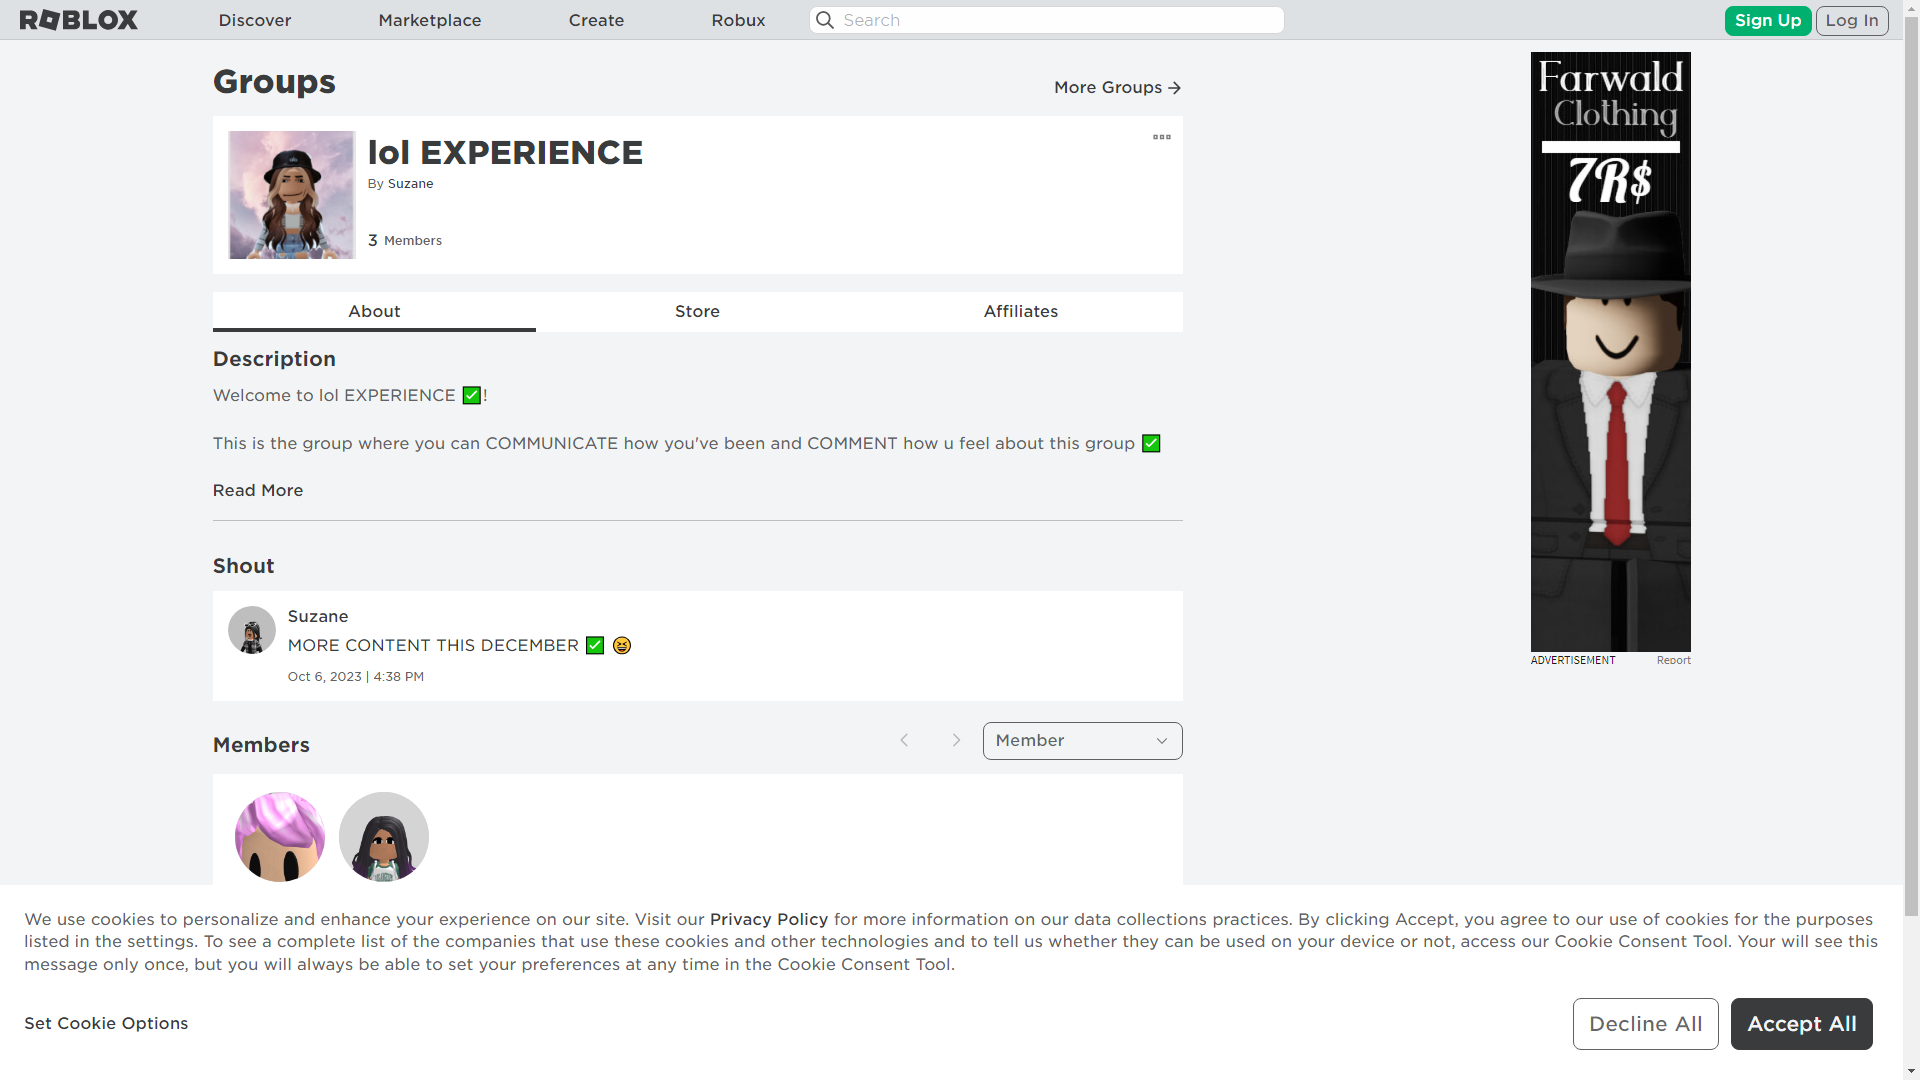 ROBLOX
Discover
Marketplace
Create
Robux
Search
Sign Up
Log In
Groups
More Groups
lol EXPERIENCE
By Suzane
3 Members
About
Store
Affiliates
Description
Welcome to lol EXPERIENCE ✅!
This is the group where you can COMMUNICATE how you've been and COMMENT how u feel about this group ✅
Read More
Shout
Suzane
MORE CONTENT THIS DECEMBER ✅ 😆
Oct 6, 2023 | 4:38 PM
Members
Member
Farwald
Clothing
7R$
ADVERTISEMENT
Report
We use cookies to personalize and enhance your experience on our site. Visit our Privacy Policy for more information on our data collections practices. By clicking Accept, you agree to our use of cookies for the purposes
listed in the settings. To see a complete list of the companies that use these cookies and other technologies and to tell us whether they can be used on your device or not, access our Cookie Consent Tool. Your will see this
message only once, but you will always be able to set your preferences at any time in the Cookie Consent Tool.
Set Cookie Options
Decline All
Accept All